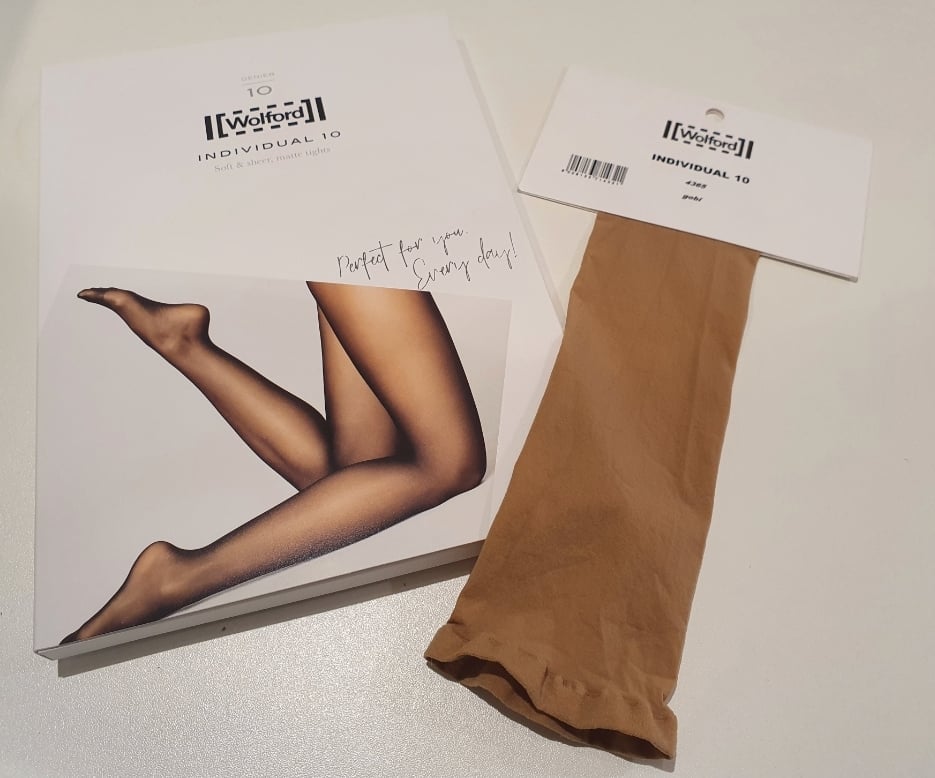 DENIER
10
[Wolford]
INDIVIDUAL 10
Soft & sheer, matte tights
Perfect for you.
Every day!
[Wolford]
INDIVIDUAL 10
4365
gobi